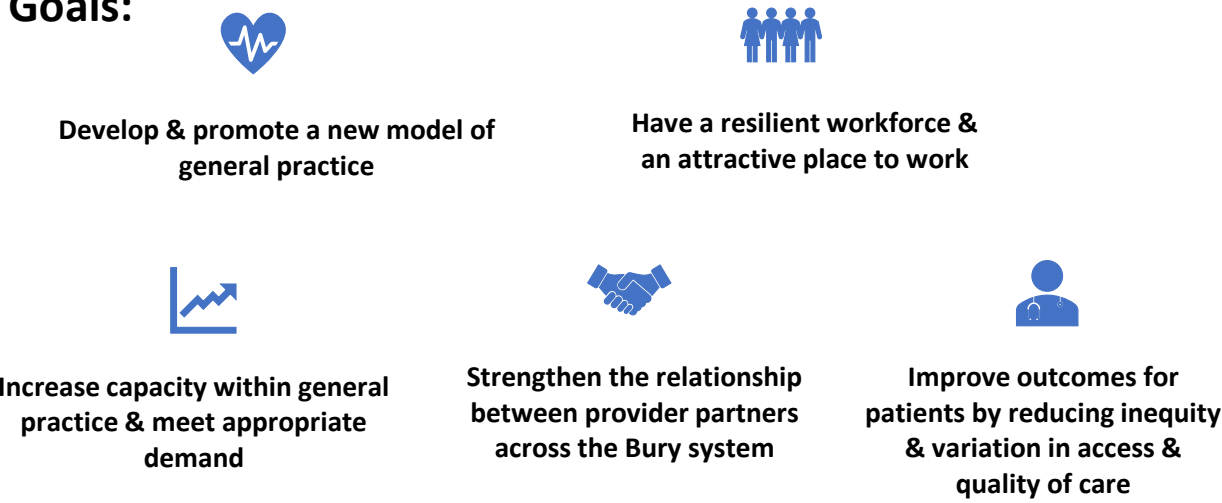 Goals:
Develop & promote a new model of
general practice
Have a resilient workforce &
an attractive place to work
Increase capacity within general
practice & meet appropriate
demand
Strengthen the relationship
between provider partners
across the Bury system
Improve outcomes for
patients by reducing inequity
& variation in access &
quality of care